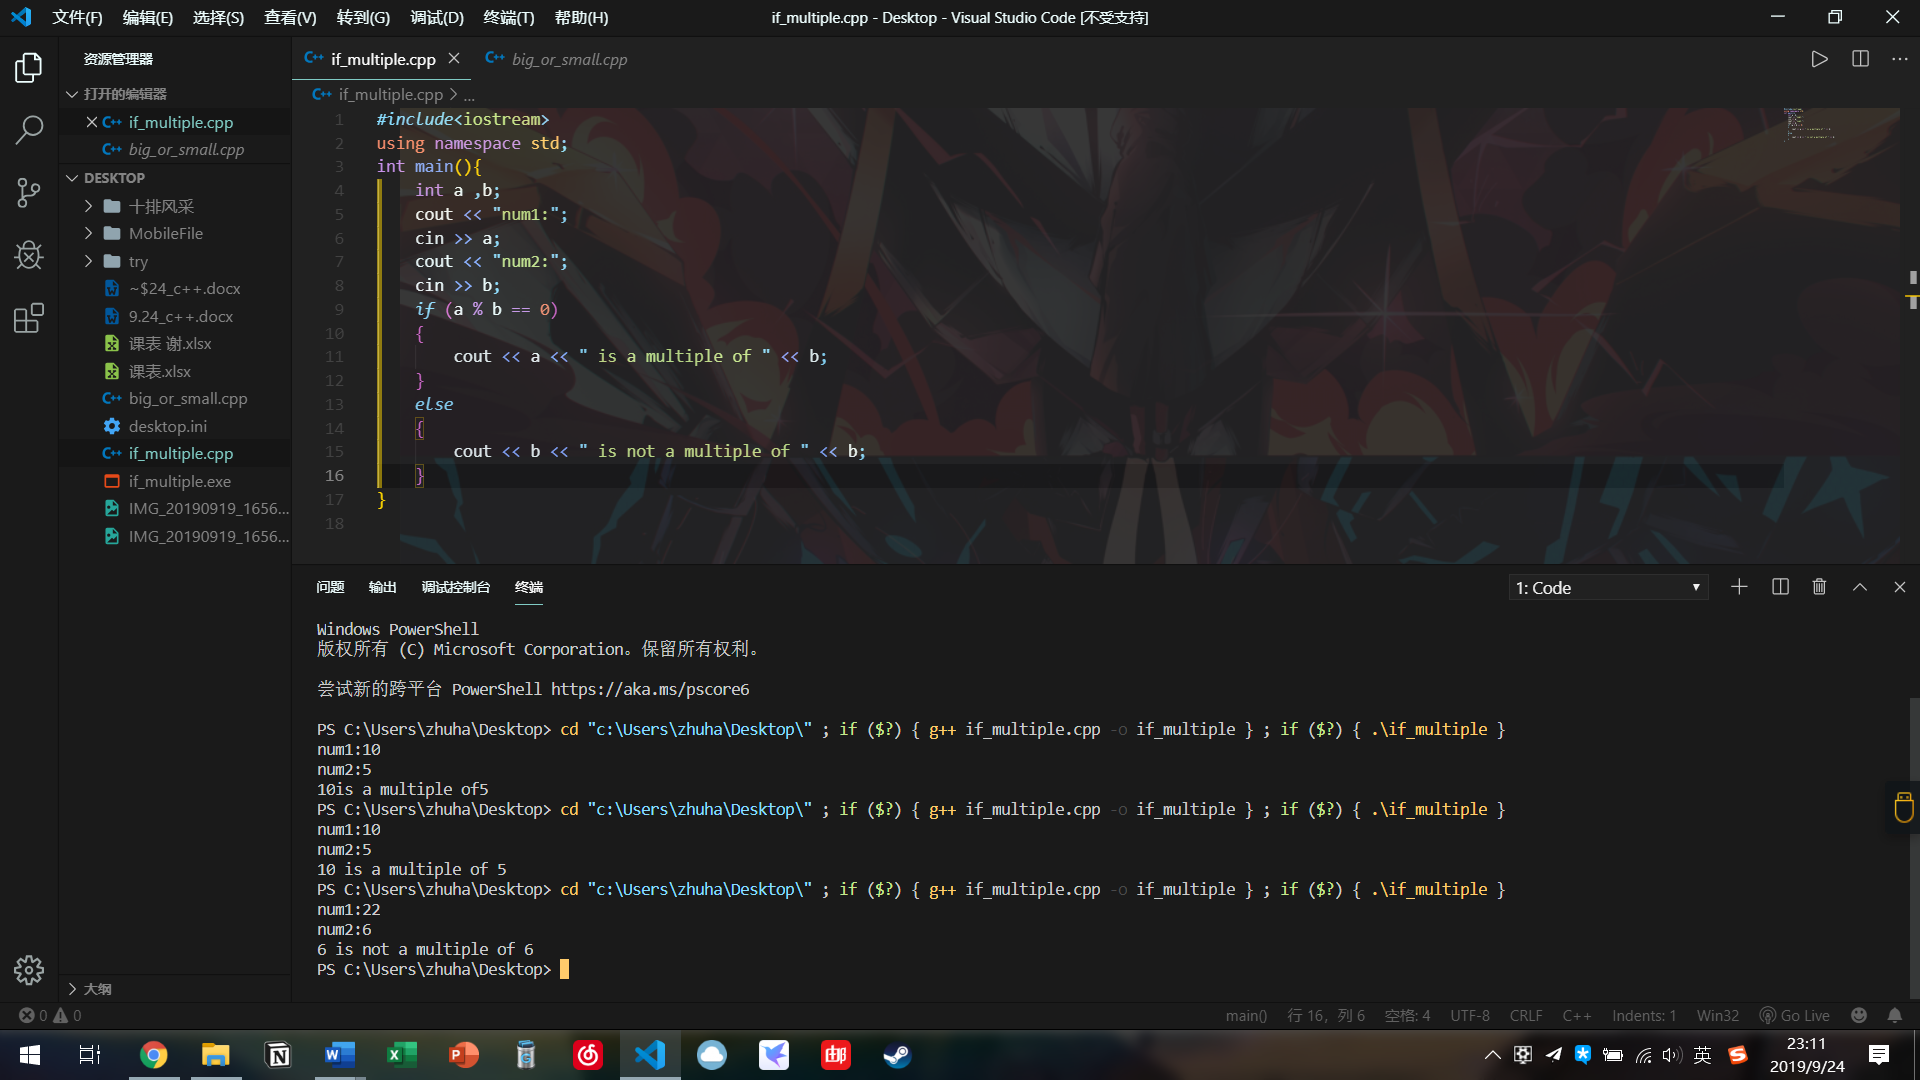 文件(F) 编辑(E) 选择(S) 查看(V) 转到(G) 调试(D) 终端(T) 帮助(H) if_multiple.cpp - Desktop - Visual Studio Code [不受支持]
资源管理器
打开的编辑器
if_multiple.cpp
big_or_small.cpp
DESKTOP
十排风采
MobileFile
try
~$24_c++.docx
9.24_c++.docx
课表 谢.xlsx
课表.xlsx
big_or_small.cpp
desktop.ini
if_multiple.cpp
if_multiple.exe
IMG_20190919_1656...
IMG_20190919_1656...
大纲
if_multiple.cpp big_or_small.cpp
if_multiple.cpp > ...
1 #include<iostream>
2 using namespace std;
3 int main(){
4 int a ,b;
5 cout << "num1:";
6 cin >> a;
7 cout << "num2:";
8 cin >> b;
9 if (a % b == 0)
10 {
11 cout << a << " is a multiple of " << b;
12 }
13 else
14 {
15 cout << b << " is not a multiple of " << b;
16 }
17 }
18
问题 输出 调试控制台 终端 1: Code
Windows PowerShell
版权所有 (C) Microsoft Corporation。保留所有权利。
尝试新的跨平台 PowerShell https://aka.ms/pscore6
PS C:\Users\zhuha\Desktop> cd "c:\Users\zhuha\Desktop\" ; if ($?) { g++ if_multiple.cpp -o if_multiple } ; if ($?) { .\if_multiple }
num1:10
num2:5
10is a multiple of5
PS C:\Users\zhuha\Desktop> cd "c:\Users\zhuha\Desktop\" ; if ($?) { g++ if_multiple.cpp -o if_multiple } ; if ($?) { .\if_multiple }
num1:10
num2:5
10 is a multiple of 5
PS C:\Users\zhuha\Desktop> cd "c:\Users\zhuha\Desktop\" ; if ($?) { g++ if_multiple.cpp -o if_multiple } ; if ($?) { .\if_multiple }
num1:22
num2:6
6 is not a multiple of 6
PS C:\Users\zhuha\Desktop>
0 0 main() 行 16，列 6 空格: 4 UTF-8 CRLF C++ Indents: 1 Win32 Go Live
英
23:11
2019/9/24